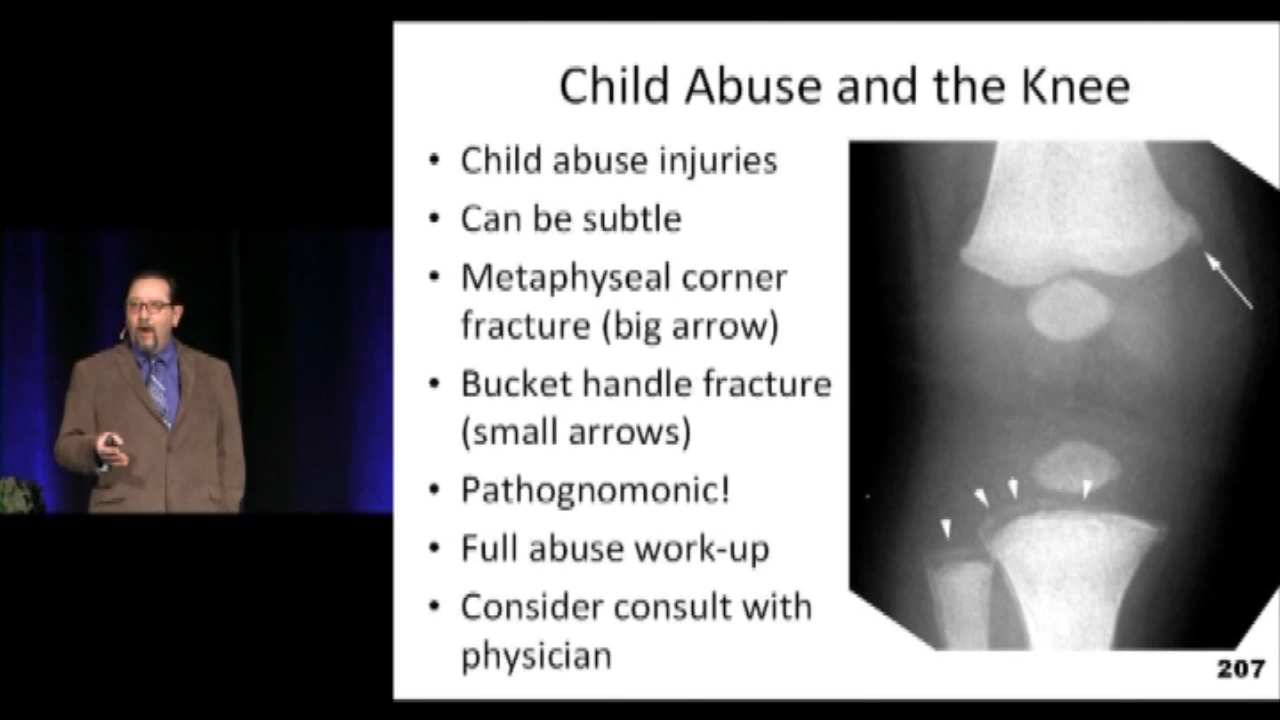 Child Abuse and the Knee
• Child abuse injuries
• Can be subtle
• Metaphyseal corner
fracture (big arrow)
• Bucket handle fracture
(small arrows)
• Pathognomonic!
• Full abuse work-up
• Consider consult with
physician
207